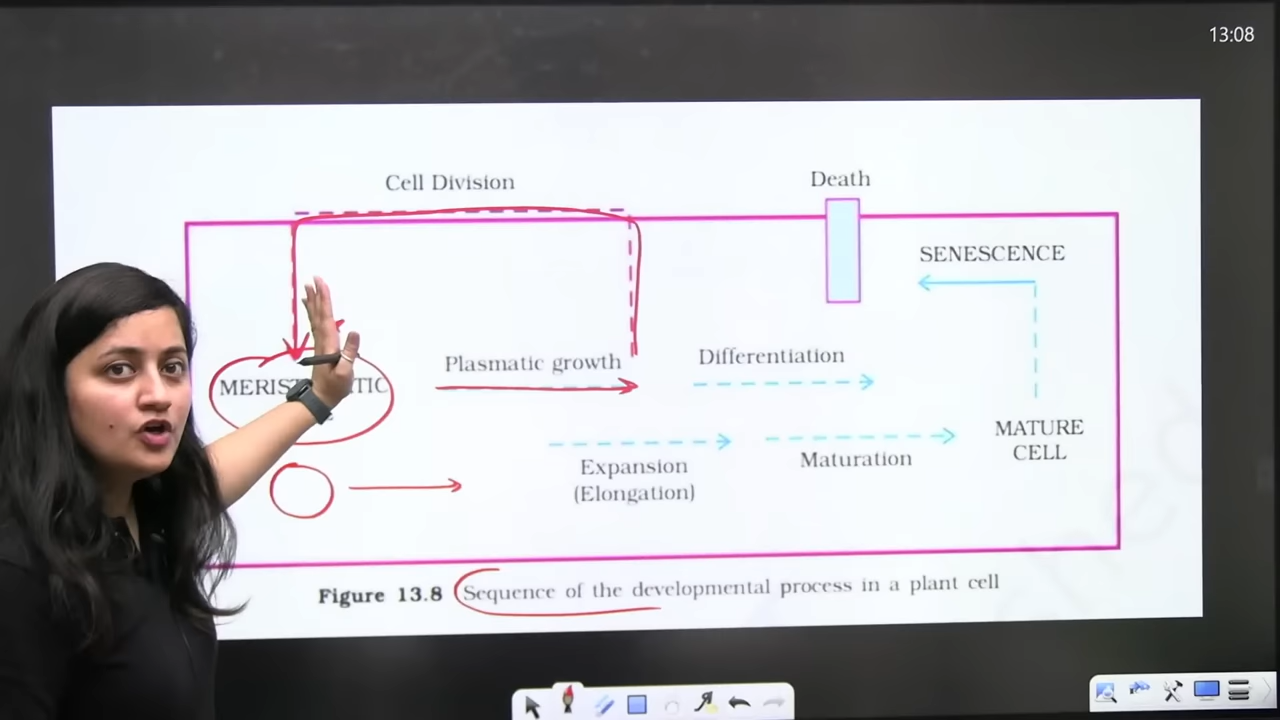 13:08
Cell Division
Death
SENESCENCE
Plasmatic growth
Differentiation
MATURE
CELL
Expansion
(Elongation)
Maturation
Figure 13.8 Sequence of the developmental process in a plant cell